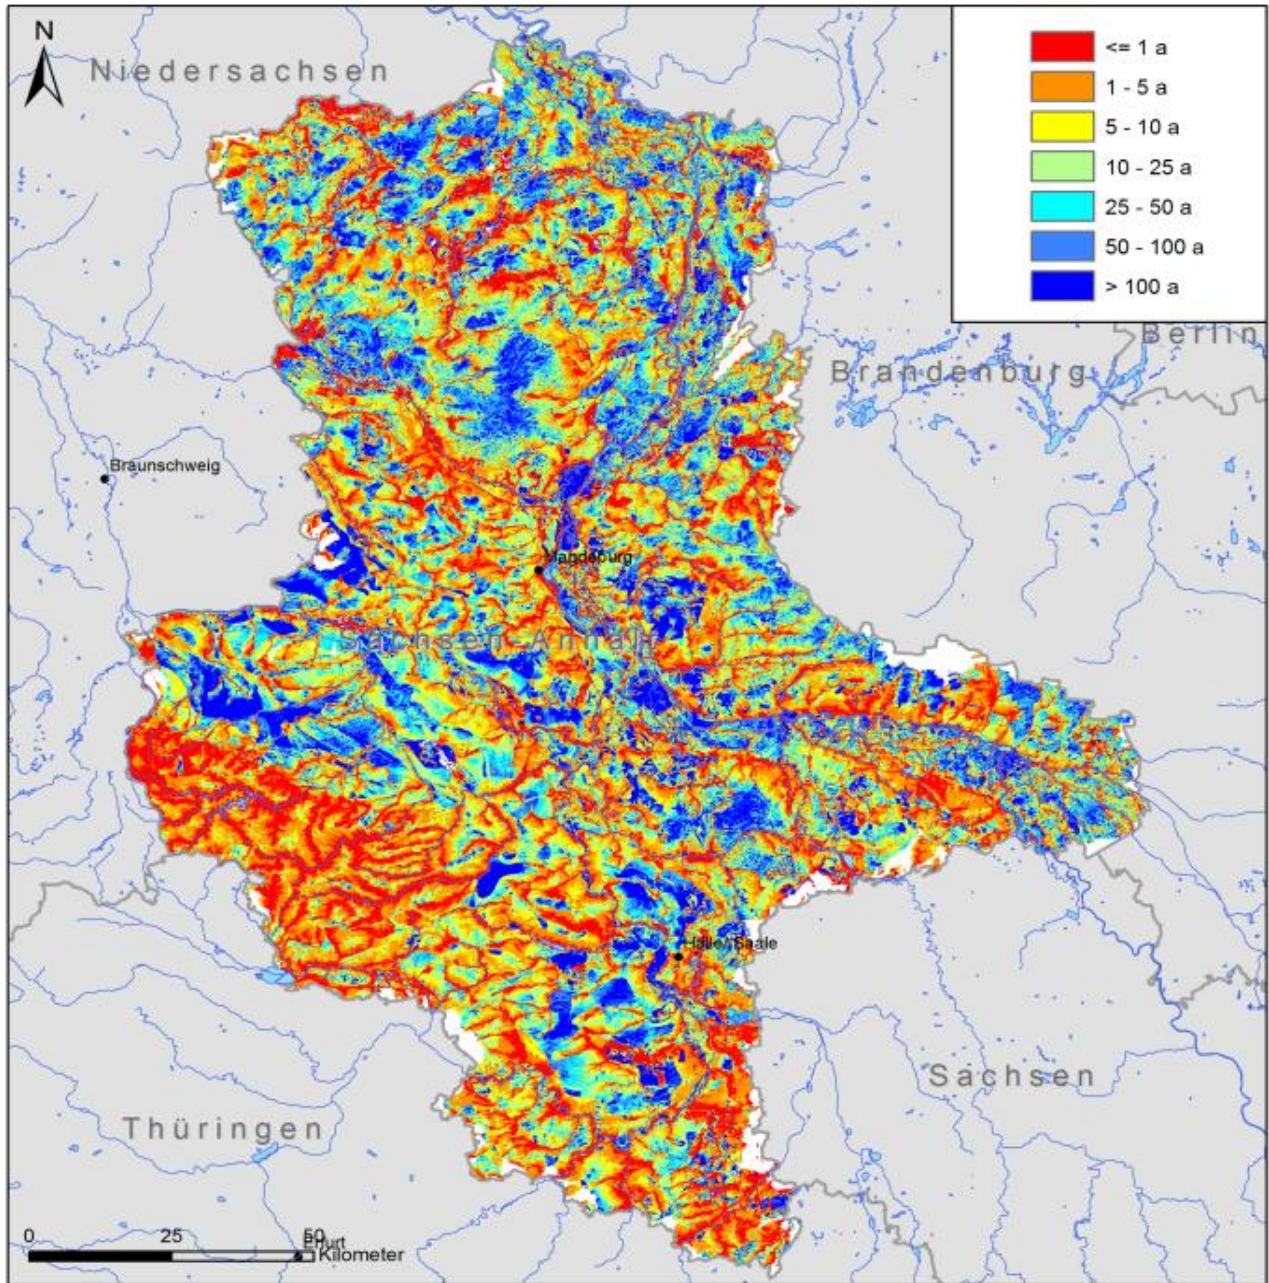 N
Niedersachsen
<= 1 a
1 - 5 a
5 - 10 a
10 - 25 a
25 - 50 a
50 - 100 a
> 100 a
Berlin
Brandenburg
Braunschweig
Magdeburg
Sachsen-Anhalt
Halle/ Saale
Sachsen
Thüringen
0 25 50
Erfurt
Kilometer